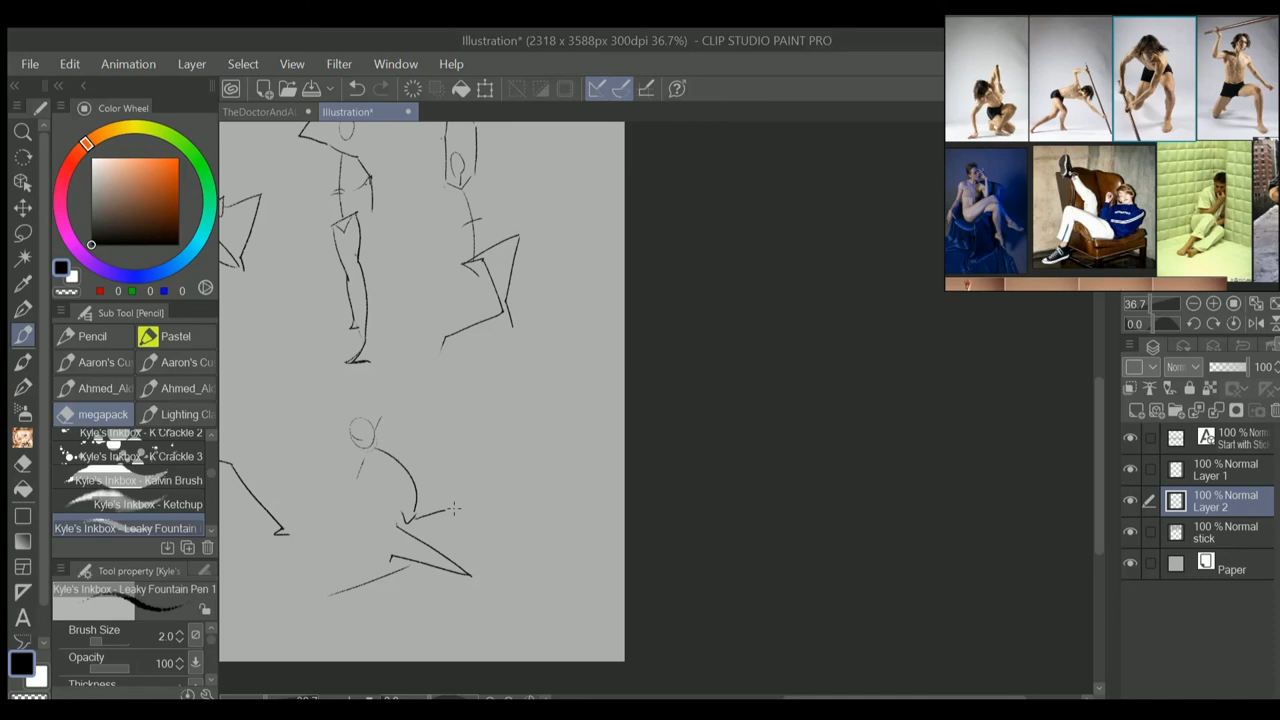 Illustration* (2318 x 3588px 300dpi 36.7%) - CLIP STUDIO PAINT PRO
File Edit Animation Layer Select View Filter Window Help
Color Wheel
TheDoctorAndAl
Illustration*
0 0 0
Sub Tool [Pencil]
Pencil Pastel
Aaron's Cu Aaron's Cu
Ahmed_Ald Ahmed_Ald
megapack Lighting Cla
Kyle's Inkbox - K Crackle 2
Kyle's Inkbox - K Crackle 3
Kyle's Inkbox - Kalvin Brush
Kyle's Inkbox - Ketchup
Kyle's Inkbox - Leaky Fountain
Tool property [Kyle's
Kyle's Inkbox - Leaky Fountain Pen 1
Brush Size 2.0
Opacity 100
Thickness
36.7
0.0
Norm 100
100 % Norm
Start with Stick
100 % Normal
Layer 1
100 % Normal
Layer 2
100 % Normal
stick
Paper